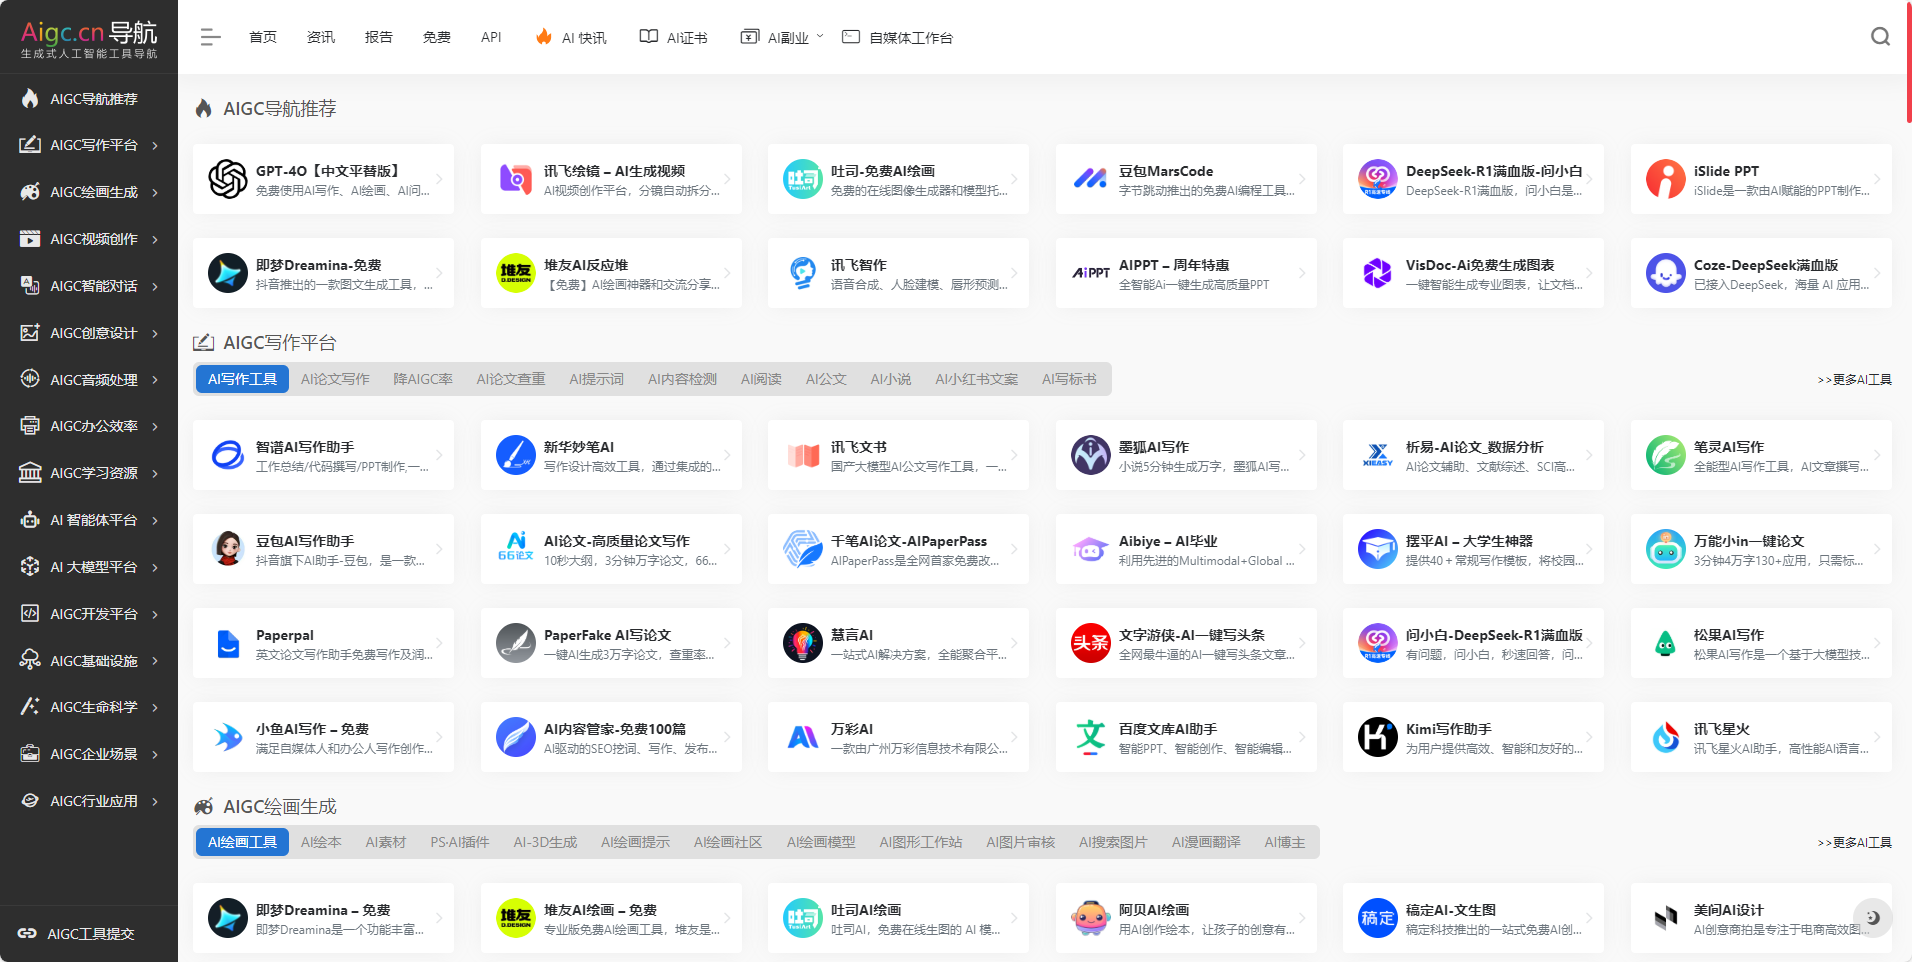 Aigc.cn 导航
生成式人工智能工具导航
首页
资讯
报告
免费
API
AI 快讯
AI证书
AI副业
自媒体工作台
AIGC导航推荐
AIGC写作平台
AIGC绘画生成
AIGC视频创作
AIGC智能对话
AIGC创意设计
AIGC音频处理
AIGC办公效率
AIGC学习资源
AI 智能体平台
AI 大模型平台
AIGC开发平台
AIGC基础设施
AIGC生命科学
AIGC企业场景
AIGC行业应用
AIGC工具提交
AIGC导航推荐
GPT-4O【中文平替版】
免费使用AI写作、AI绘画、AI问...
讯飞绘镜 – AI生成视频
AI视频创作平台，分镜自动拆分...
吐司-免费AI绘画
免费的在线图像生成器和模型托...
豆包MarsCode
字节跳动推出的免费AI编程工具...
DeepSeek-R1满血版-问小白
DeepSeek-R1满血版，问小白是...
iSlide PPT
iSlide是一款由AI赋能的PPT制作...
即梦Dreamina-免费
抖音推出的一款图文生成工具，...
堆友AI反应堆
【免费】AI绘画神器和交流分享...
讯飞智作
语音合成、人脸建模、唇形预测...
AIPPT – 周年特惠
全智能Ai一键生成高质量PPT
VisDoc-Ai免费生成图表
一键智能生成专业图表，让文档...
Coze-DeepSeek满血版
已接入DeepSeek，海量 AI 应用...
AIGC写作平台
AI写作工具
AI论文写作
降AIGC率
AI论文查重
AI提示词
AI内容检测
AI阅读
AI公文
AI小说
AI小红书文案
AI写标书
>>更多AI工具
智谱AI写作助手
工作总结/代码撰写/PPT制作,一...
新华妙笔AI
写作设计高效工具，通过集成的...
讯飞文书
国产大模型AI公文写作工具，一...
墨狐AI写作
小说5分钟生成万字，墨狐AI写...
析易-AI论文_数据分析
AI论文辅助、文献综述、SCI高...
笔灵AI写作
全能型AI写作工具，AI文章撰写...
豆包AI写作助手
抖音旗下AI助手-豆包，是一款...
AI论文-高质量论文写作
10秒大纲，3分钟万字论文，66...
千笔AI论文-AIPaperPass
AIPaperPass是全网首家免费改...
Aibiye – AI毕业
利用先进的Multimodal+Global ...
摆平AI – 大学生神器
提供40 + 常规写作模板，将校园...
万能小in一键论文
3分钟4万字130+应用，只需标...
Paperpal
英文论文写作助手免费写作及润...
PaperFake AI写论文
一键AI生成3万字论文，查重率...
慧言AI
一站式AI解决方案，全能聚合平...
文字游侠-AI一键写头条
全网最牛逼的AI一键写头条文章...
问小白-DeepSeek-R1满血版
有问题，问小白，秒速回答，问...
松果AI写作
松果AI写作是一个基于大模型技...
小鱼AI写作 – 免费
满足自媒体人和办公人写作创作...
AI内容管家-免费100篇
AI驱动的SEO挖词、写作、发布...
万彩AI
一款由广州万彩信息技术有限公...
百度文库AI助手
智能PPT、智能创作、智能编辑...
Kimi写作助手
为用户提供高效、智能和友好的...
讯飞星火
讯飞星火AI助手，高性能AI语言...
AIGC绘画生成
AI绘画工具
AI绘本
AI素材
PS·AI插件
AI-3D生成
AI绘画提示
AI绘画社区
AI绘画模型
AI图形工作站
AI图片审核
AI搜索图片
AI漫画翻译
AI博主
>>更多AI工具
即梦Dreamina – 免费
即梦Dreamina是一个功能丰富...
堆友AI绘画 – 免费
专业版免费AI绘画工具，堆友是...
吐司AI绘画
吐司AI，免费在线生图的 AI 模...
阿贝AI绘画
用AI创作绘本，让孩子的创意有...
稿定AI-文生图
稿定科技推出的一站式免费AI创...
美间AI设计
AI创意商拍是专注于电商高效图...